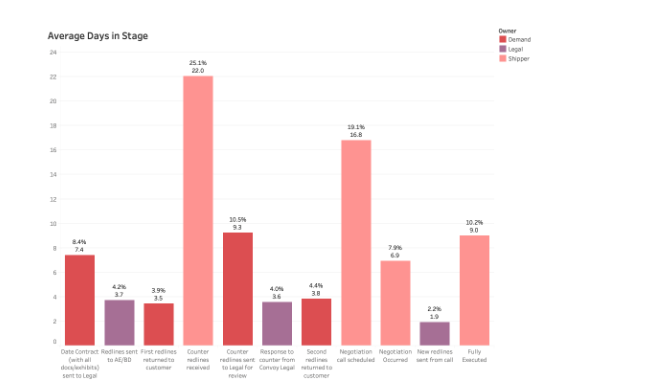 Average Days in Stage
Owner
Demand
Legal
Shipper
24
22
20
18
16
14
12
10
8
6
4
2
0
8.4%
7.4
4.2%
3.7
3.9%
3.5
25.1%
22.0
10.5%
9.3
4.0%
3.6
4.4%
3.8
19.1%
16.8
7.9%
6.9
2.2%
1.9
10.2%
9.0
Date Contract
(with all
docs/exhibits)
sent to Legal
Redlines sent
to AE/BD
First redlines
returned to
customer
Counter
redlines
received
Counter
redlines sent
to Legal for
review
Response to
counter from
Convoy Legal
Second
redlines
returned to
customer
Negotiation
call scheduled
Negotiation
Occurred
New redlines
sent from call
Fully
Executed